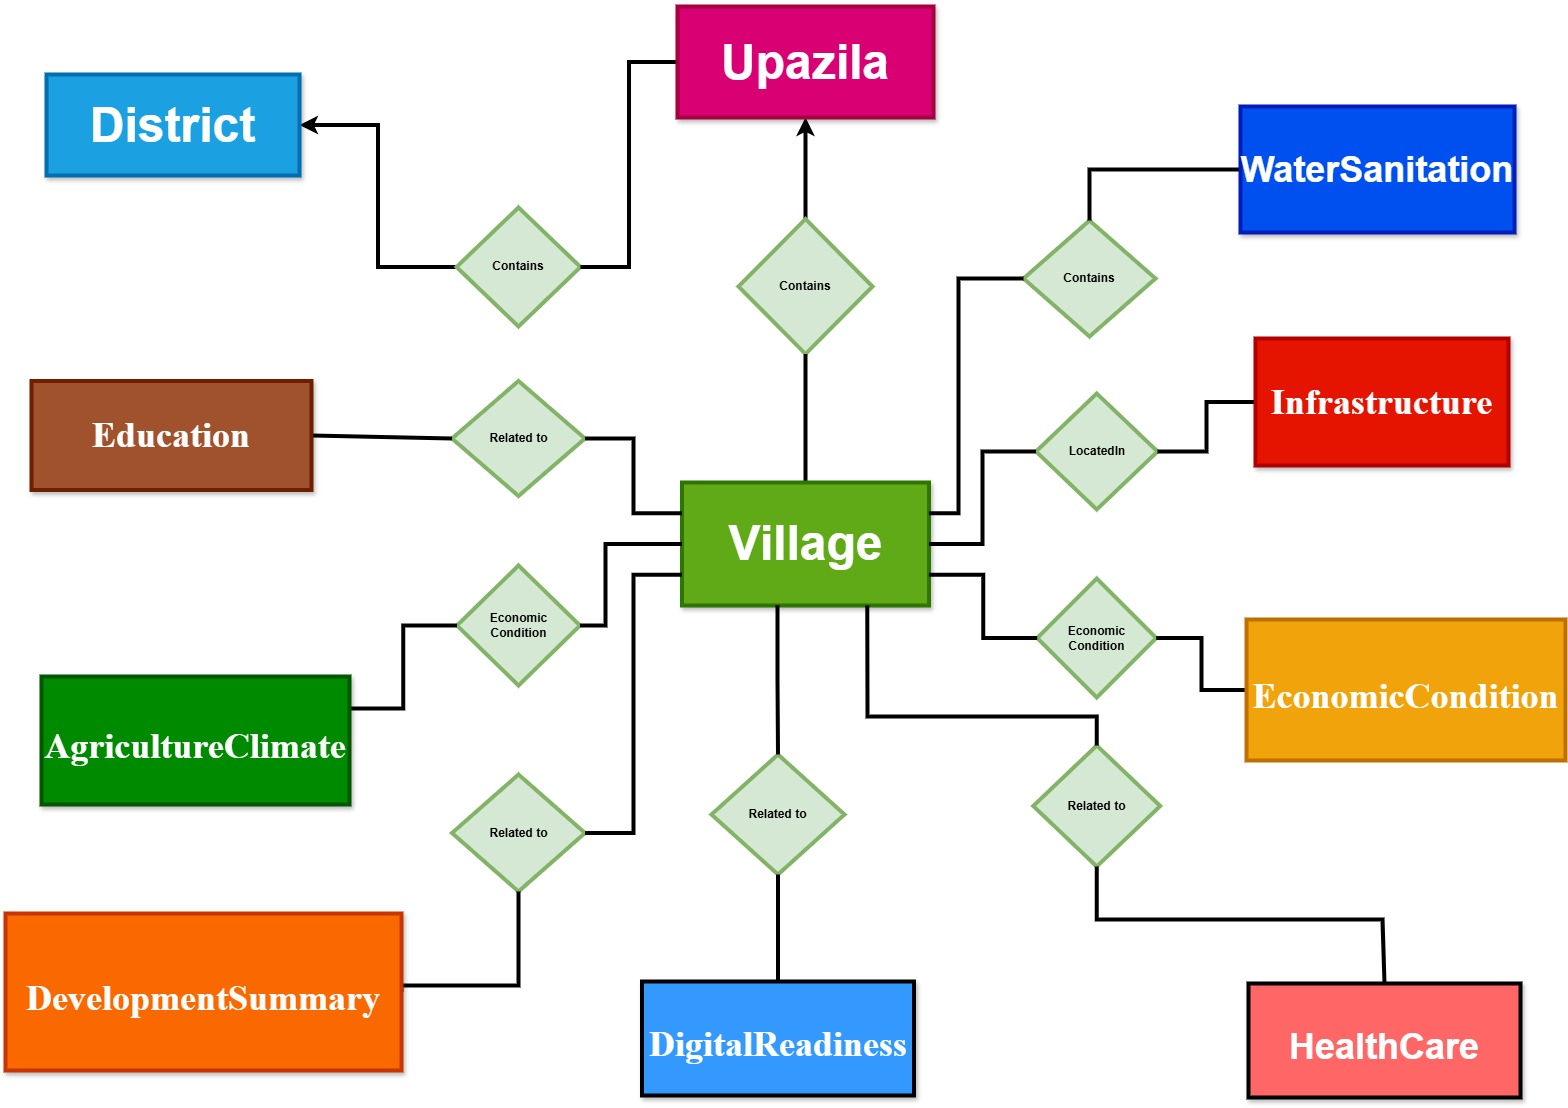 Upazila
District
WaterSanitation
Contains
Contains
Contains
Infrastructure
Education
Related to
LocatedIn
Village
Economic
Condition
Economic
Condition
EconomicCondition
AgricultureClimate
Related to
Related to
Related to
DevelopmentSummary
DigitalReadiness
HealthCare